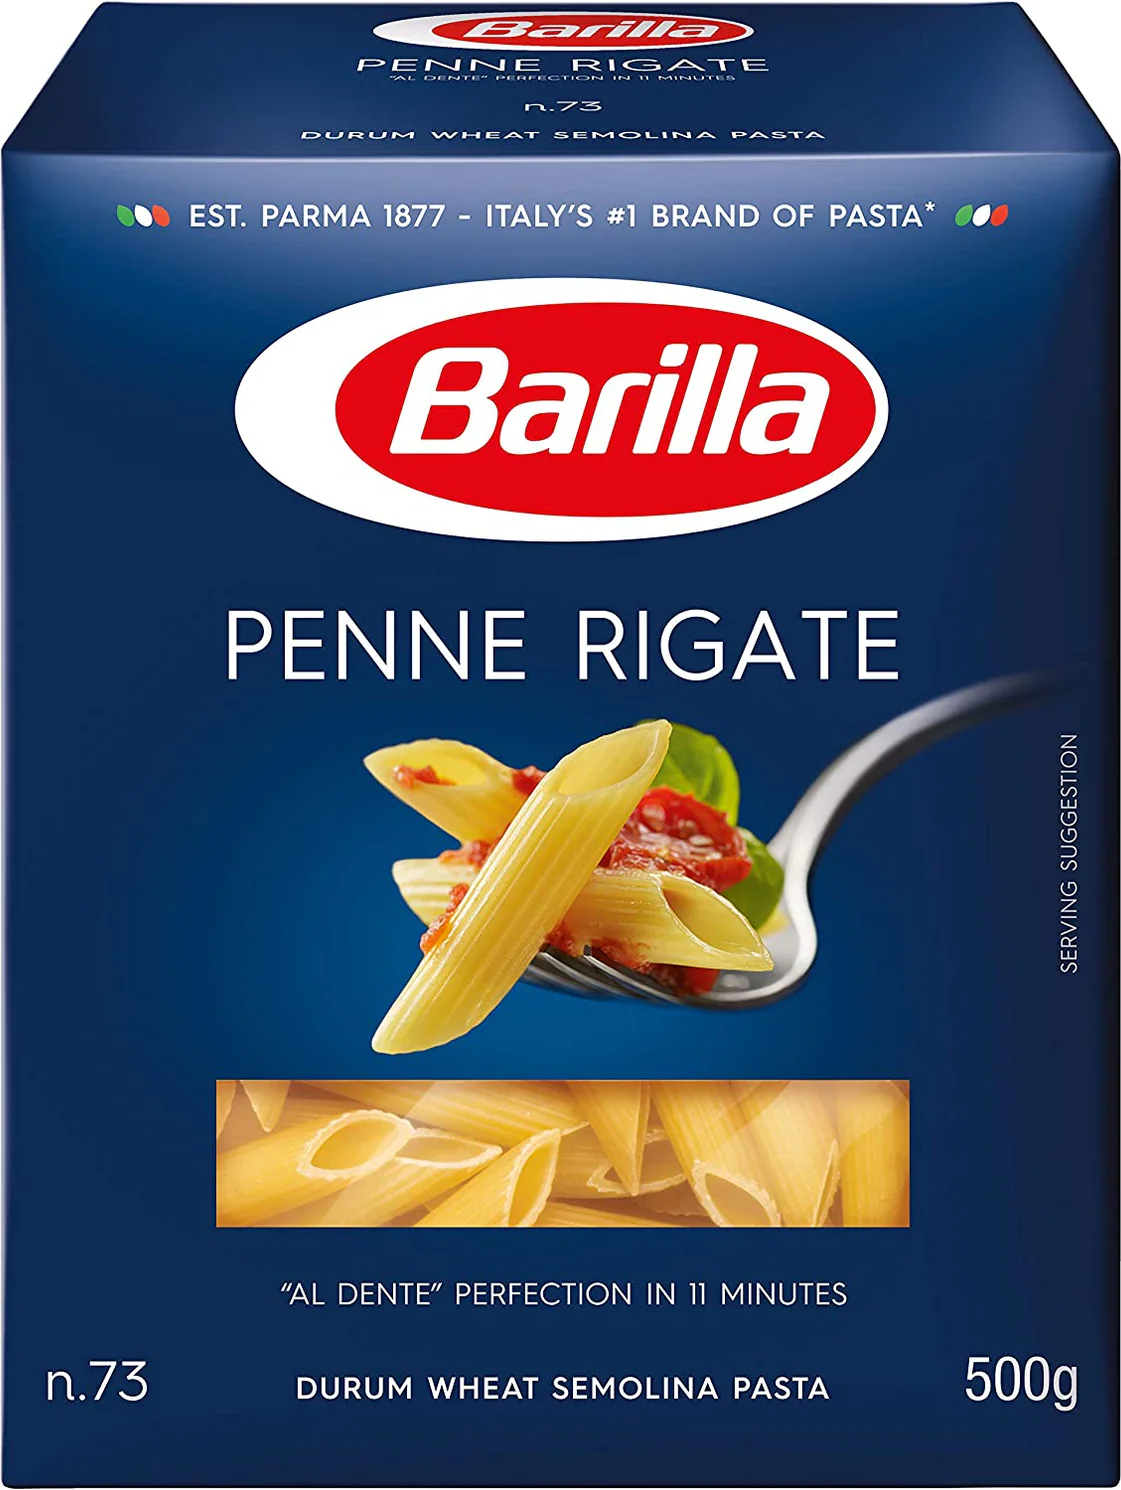 Barilla
PENNE RIGATE
"AL DENTE" PERFECTION IN 11 MINUTES
n.73
DURUM WHEAT SEMOLINA PASTA
EST. PARMA 1877 - ITALY'S #1 BRAND OF PASTA*
Barilla
PENNE RIGATE
SERVING SUGGESTION
"AL DENTE" PERFECTION IN 11 MINUTES
n.73
DURUM WHEAT SEMOLINA PASTA
500g